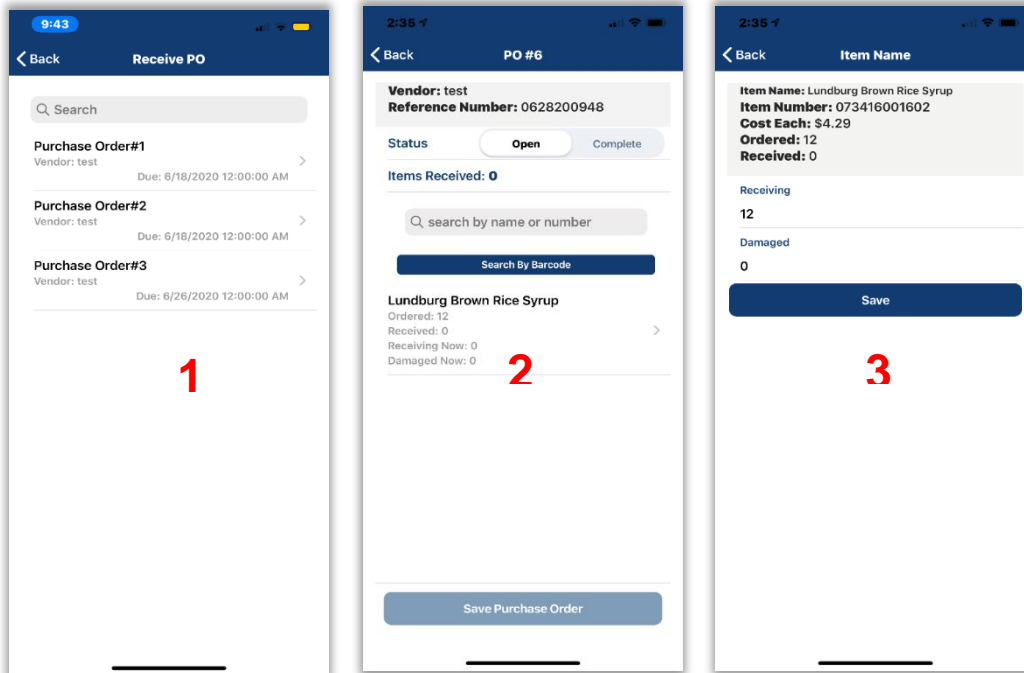 9:43
Back
Receive PO
Search
Purchase Order#1
Vendor: test
Due: 6/18/2020 12:00:00 AM
Purchase Order#2
Vendor: test
Due: 6/18/2020 12:00:00 AM
Purchase Order#3
Vendor: test
Due: 6/26/2020 12:00:00 AM
1
2:35
Back
PO #6
Vendor: test
Reference Number: 0628200948
Status
Open
Complete
Items Received: 0
search by name or number
Search By Barcode
Lundburg Brown Rice Syrup
Ordered: 12
Received: 0
Receiving Now: 0
Damaged Now: 0
2
Save Purchase Order
2:35
Back
Item Name
Item Name: Lundburg Brown Rice Syrup
Item Number: 073416001602
Cost Each: $4.29
Ordered: 12
Received: 0
Receiving
12
Damaged
0
Save
3